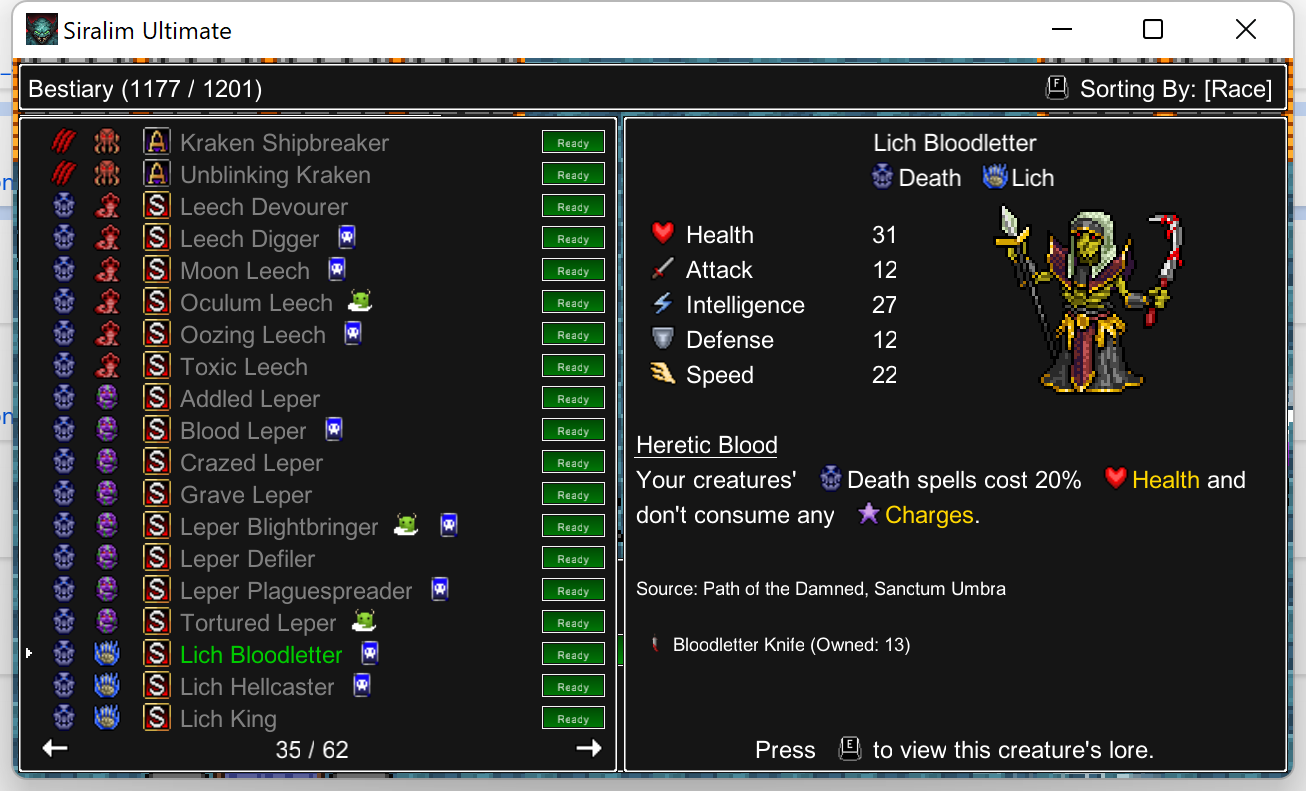 Siralim Ultimate
Bestiary (1177 / 1201)
F Sorting By: [Race]
A Kraken Shipbreaker Ready
A Unblinking Kraken Ready
S Leech Devourer Ready
S Leech Digger Ready
S Moon Leech Ready
S Oculum Leech Ready
S Oozing Leech Ready
S Toxic Leech Ready
S Addled Leper Ready
S Blood Leper Ready
S Crazed Leper Ready
S Grave Leper Ready
S Leper Blightbringer Ready
S Leper Defiler Ready
S Leper Plaguespreader Ready
S Tortured Leper Ready
S Lich Bloodletter Ready
S Lich Hellcaster Ready
S Lich King Ready
35 / 62
Lich Bloodletter
Death Lich
Health 31
Attack 12
Intelligence 27
Defense 12
Speed 22
Heretic Blood
Your creatures' Death spells cost 20% Health and
don't consume any Charges.
Source: Path of the Damned, Sanctum Umbra
Bloodletter Knife (Owned: 13)
Press E to view this creature's lore.